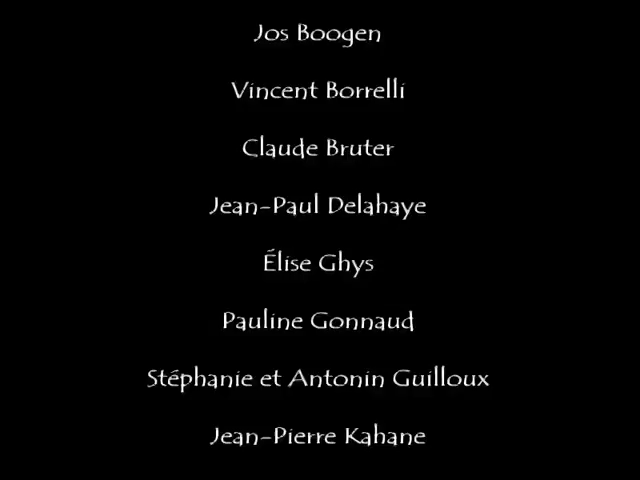 Jos Boogen
Vincent Borrelli
Claude Bruter
Jean-Paul Delahaye
Élise Ghys
Pauline Gonnaud
Stéphanie et Antonin Guilloux
Jean-Pierre Kahane